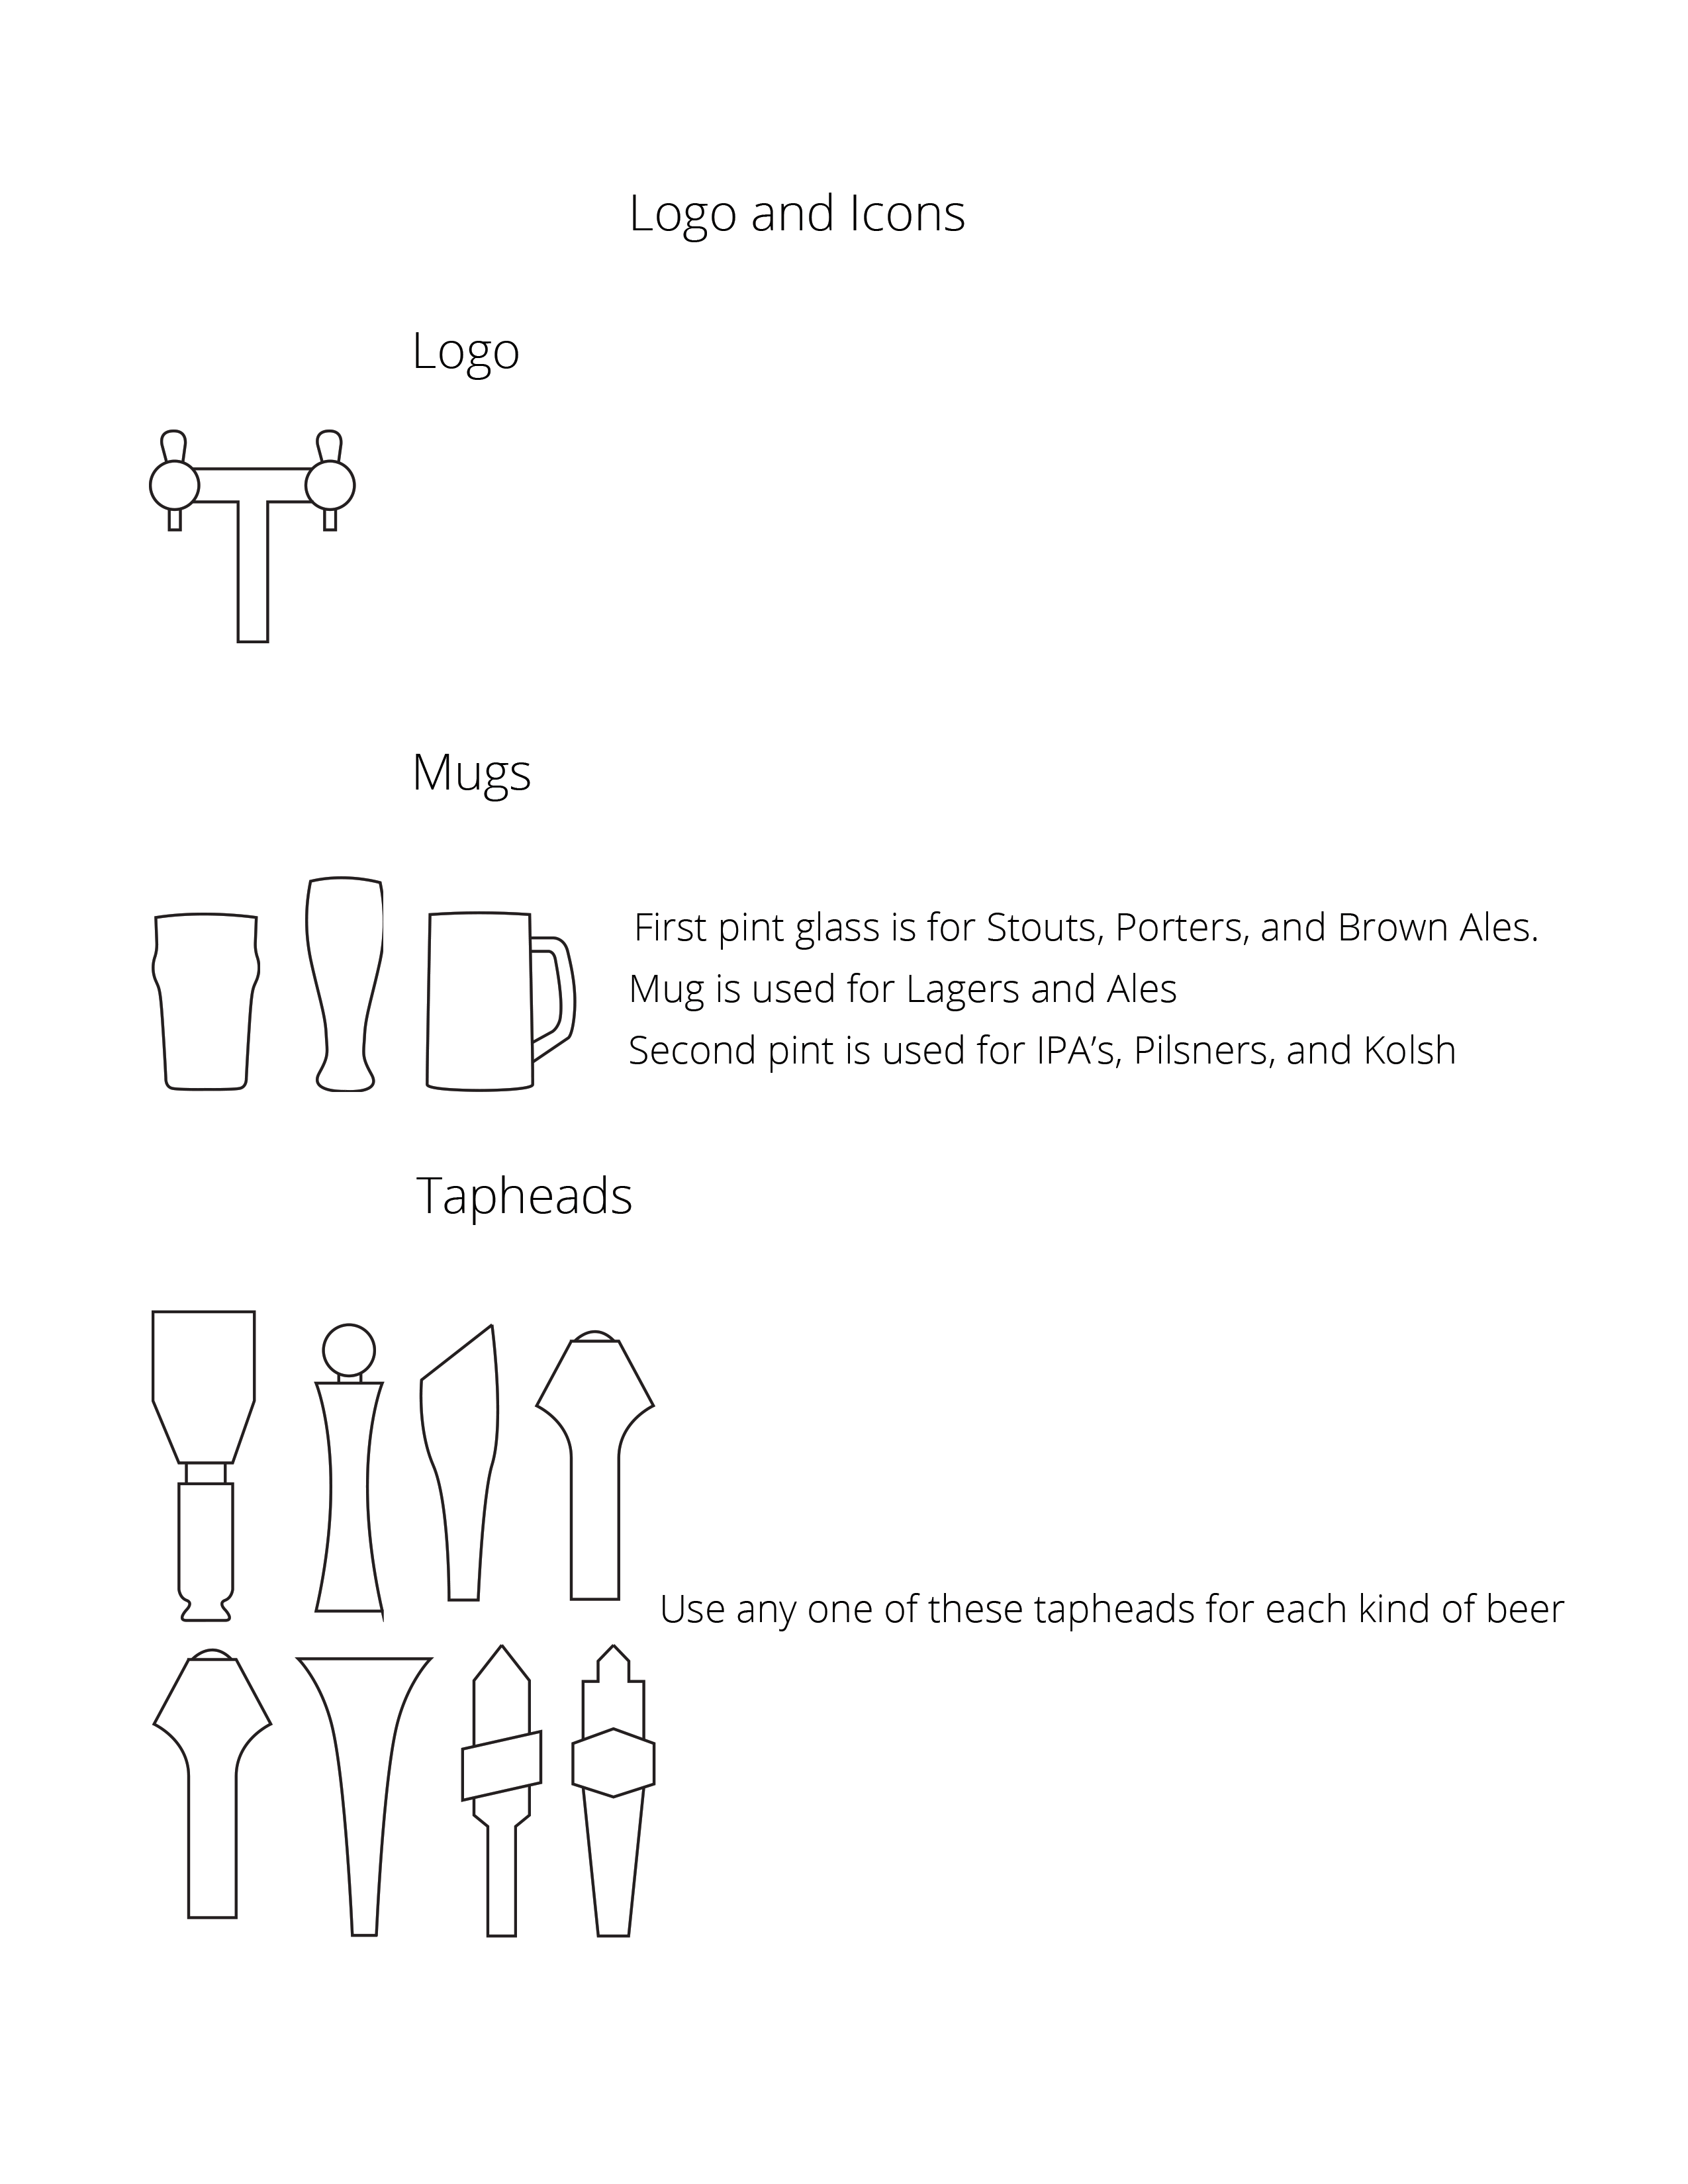 Logo and Icons
Logo
Mugs
First pint glass is for Stouts, Porters, and Brown Ales.
Mug is used for Lagers and Ales
Second pint is used for IPA’s, Pilsners, and Kolsh
Tapheads
Use any one of these tapheads for each kind of beer